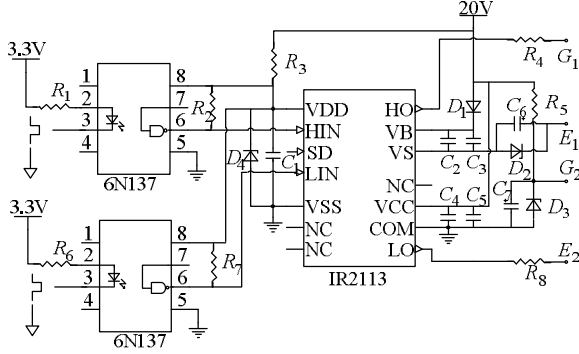 20V
3.3V
R1
1
2
3
4
8
7
6
5
6N137
R2
R3
D4
C1
VDD
HIN
SD
LIN
VSS
NC
NC
HO
VB
VS
NC
VCC
COM
LO
IR2113
D1
C2
C3
C4
C5
R4
G1
R5
C6
E1
D2
G2
C7
D3
R8
E2
3.3V
R6
1
2
3
4
8
7
6
5
6N137
R7